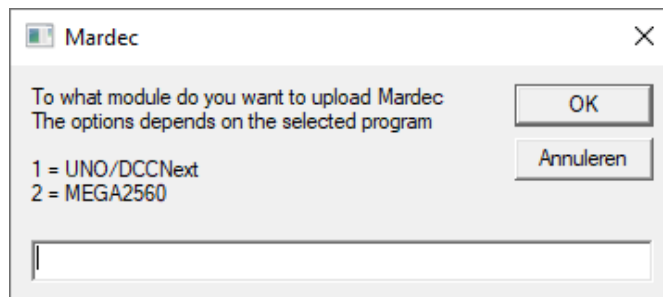 Mardec
To what module do you want to upload Mardec
The options depends on the selected program
1 = UNO/DCCNext
2 = MEGA2560
OK
Annuleren